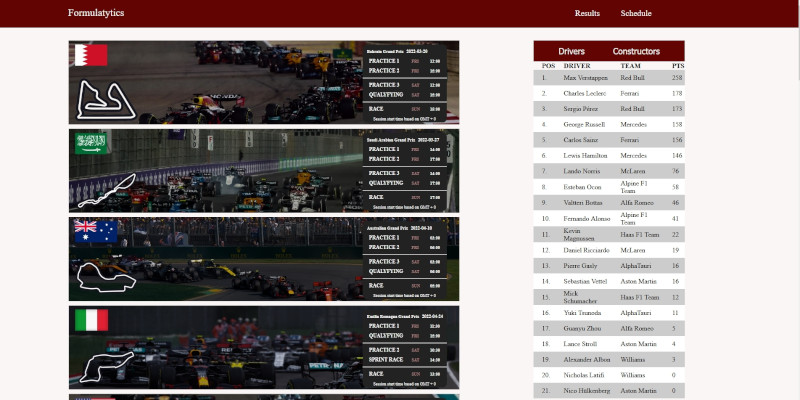 Formulatytics
Results Schedule
Bahrain Grand Prix 2022-03-20
PRACTICE 1 FRI 12:00
PRACTICE 2 FRI 15:00
PRACTICE 3 SAT 12:00
QUALYFYING SAT 15:00
RACE SUN
Session start time based on GMT + 0
Saudi Arabian Grand Prix 2022-03-27
PRACTICE 1 FRI 14:00
PRACTICE 2 FRI 17:00
PRACTICE 3 SAT 14:00
QUALYFYING SAT 17:00
RACE SUN
Session start time based on GMT + 0
Australian Grand Prix 2022-04-10
PRACTICE 1 FRI 03:00
PRACTICE 2 FRI 06:00
PRACTICE 3 SAT 03:00
QUALYFYING SAT 06:00
RACE SUN
Session start time based on GMT + 0
Emilia Romagna Grand Prix 2022-04-24
PRACTICE 1 FRI
QUALYFYING FRI 15:00
PRACTICE 2 SAT 10:30
SPRINT RACE SAT 14:30
RACE SUN 13:00
Session start time based on GMT + 0
Drivers Constructors
POS DRIVER TEAM PTS
1. Max Verstappen Red Bull 258
2. Charles Leclerc Ferrari 178
3. Sergio Pérez Red Bull 173
4. George Russell Mercedes 158
5. Carlos Sainz Ferrari 156
6. Lewis Hamilton Mercedes 146
7. Lando Norris McLaren 76
8. Esteban Ocon Alpine F1 Team 58
9. Valtteri Bottas Alfa Romeo 46
10. Fernando Alonso Alpine F1 Team 41
11. Kevin Magnussen Haas F1 Team 22
12. Daniel Ricciardo McLaren 19
13. Pierre Gasly AlphaTauri 16
14. Sebastian Vettel Aston Martin 16
15. Mick Schumacher Haas F1 Team 12
16. Yuki Tsunoda AlphaTauri 11
17. Guanyu Zhou Alfa Romeo 5
18. Lance Stroll Aston Martin 4
19. Alexander Albon Williams 3
20. Nicholas Latifi Williams 0
21. Nico Hülkenberg Aston Martin 0